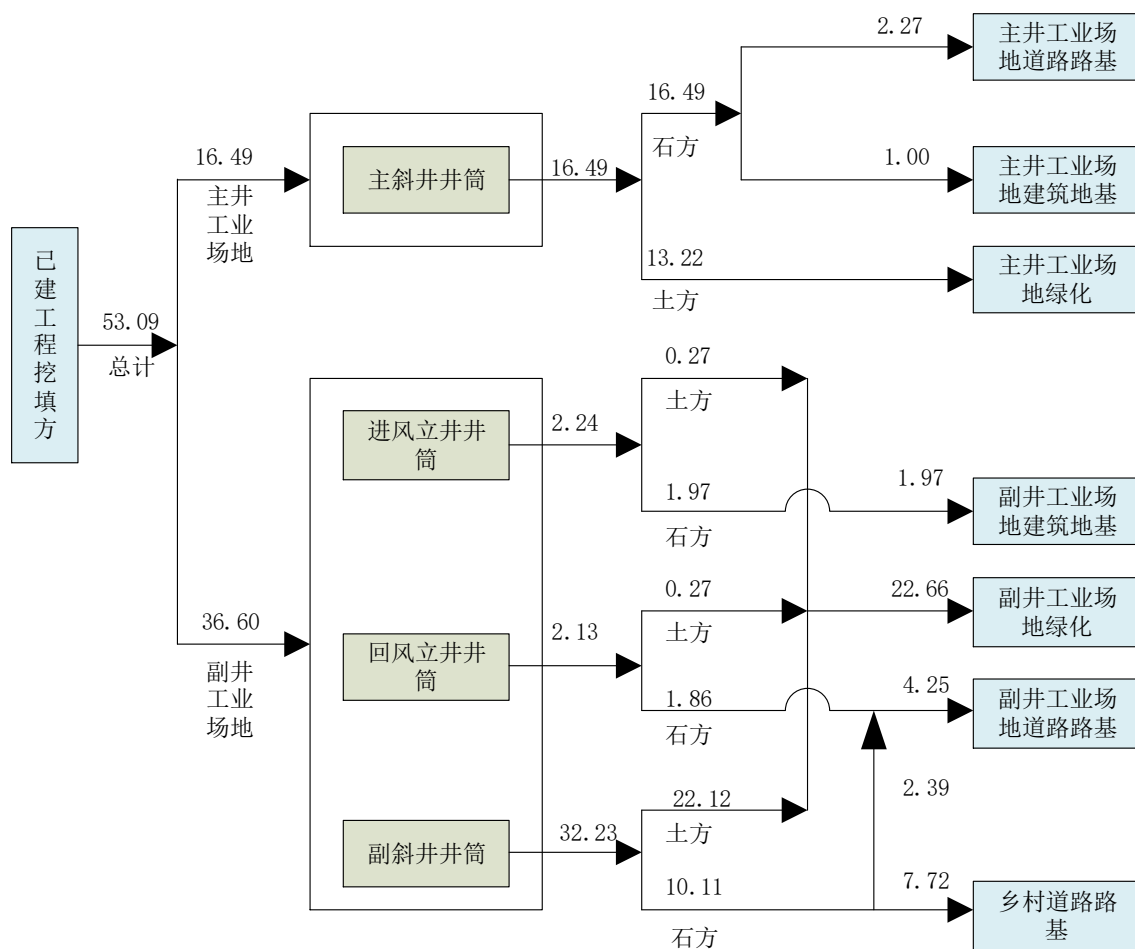 2.27
主井工业场
地道路路基
16.49
石方
16.49
主井
工业
场地
主斜井井筒
16.49
1.00
主井工业场
地建筑地基
13.22
土方
主井工业场
地绿化
已
建
工
程
挖
填
方
53.09
总计
0.27
土方
进风立井井
筒
2.24
1.97
石方
1.97
副井工业场
地建筑地基
36.60
副井
工业
场地
0.27
土方
22.66
副井工业场
地绿化
回风立井井
筒
2.13
1.86
石方
4.25
副井工业场
地道路路基
2.39
22.12
土方
副斜井井筒
32.23
10.11
石方
7.72
乡村道路路
基